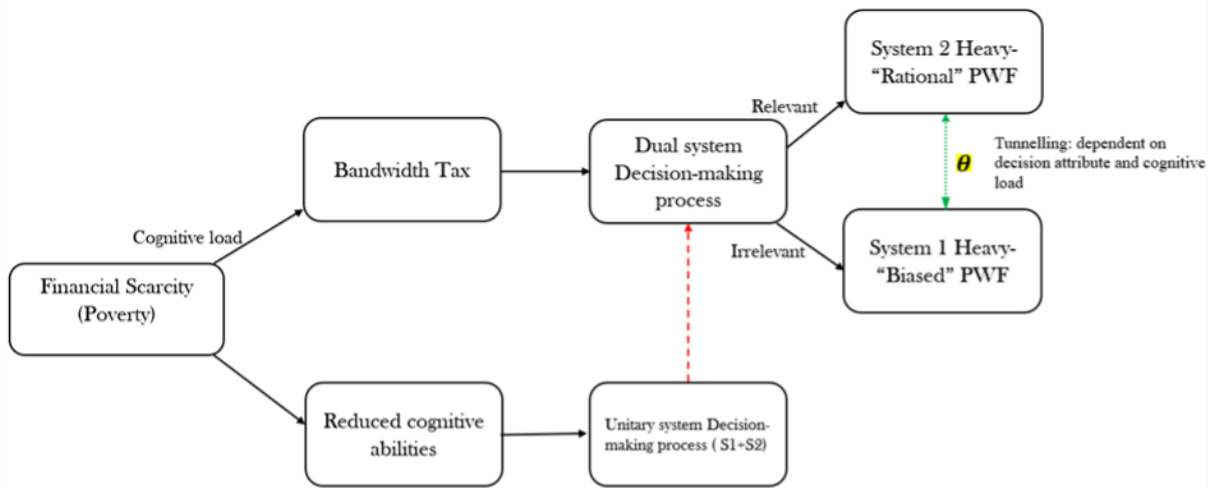 System 2 Heavy-
“Rational” PWF
Relevant
Bandwidth Tax
Dual system
Decision-making
process
θ
Tunnelling: dependent on
decision attribute and cognitive
load
Cognitive load
Irrelevant
System 1 Heavy-
“Biased” PWF
Financial Scarcity
(Poverty)
Reduced cognitive
abilities
Unitary system Decision-
making process ( S1+S2)